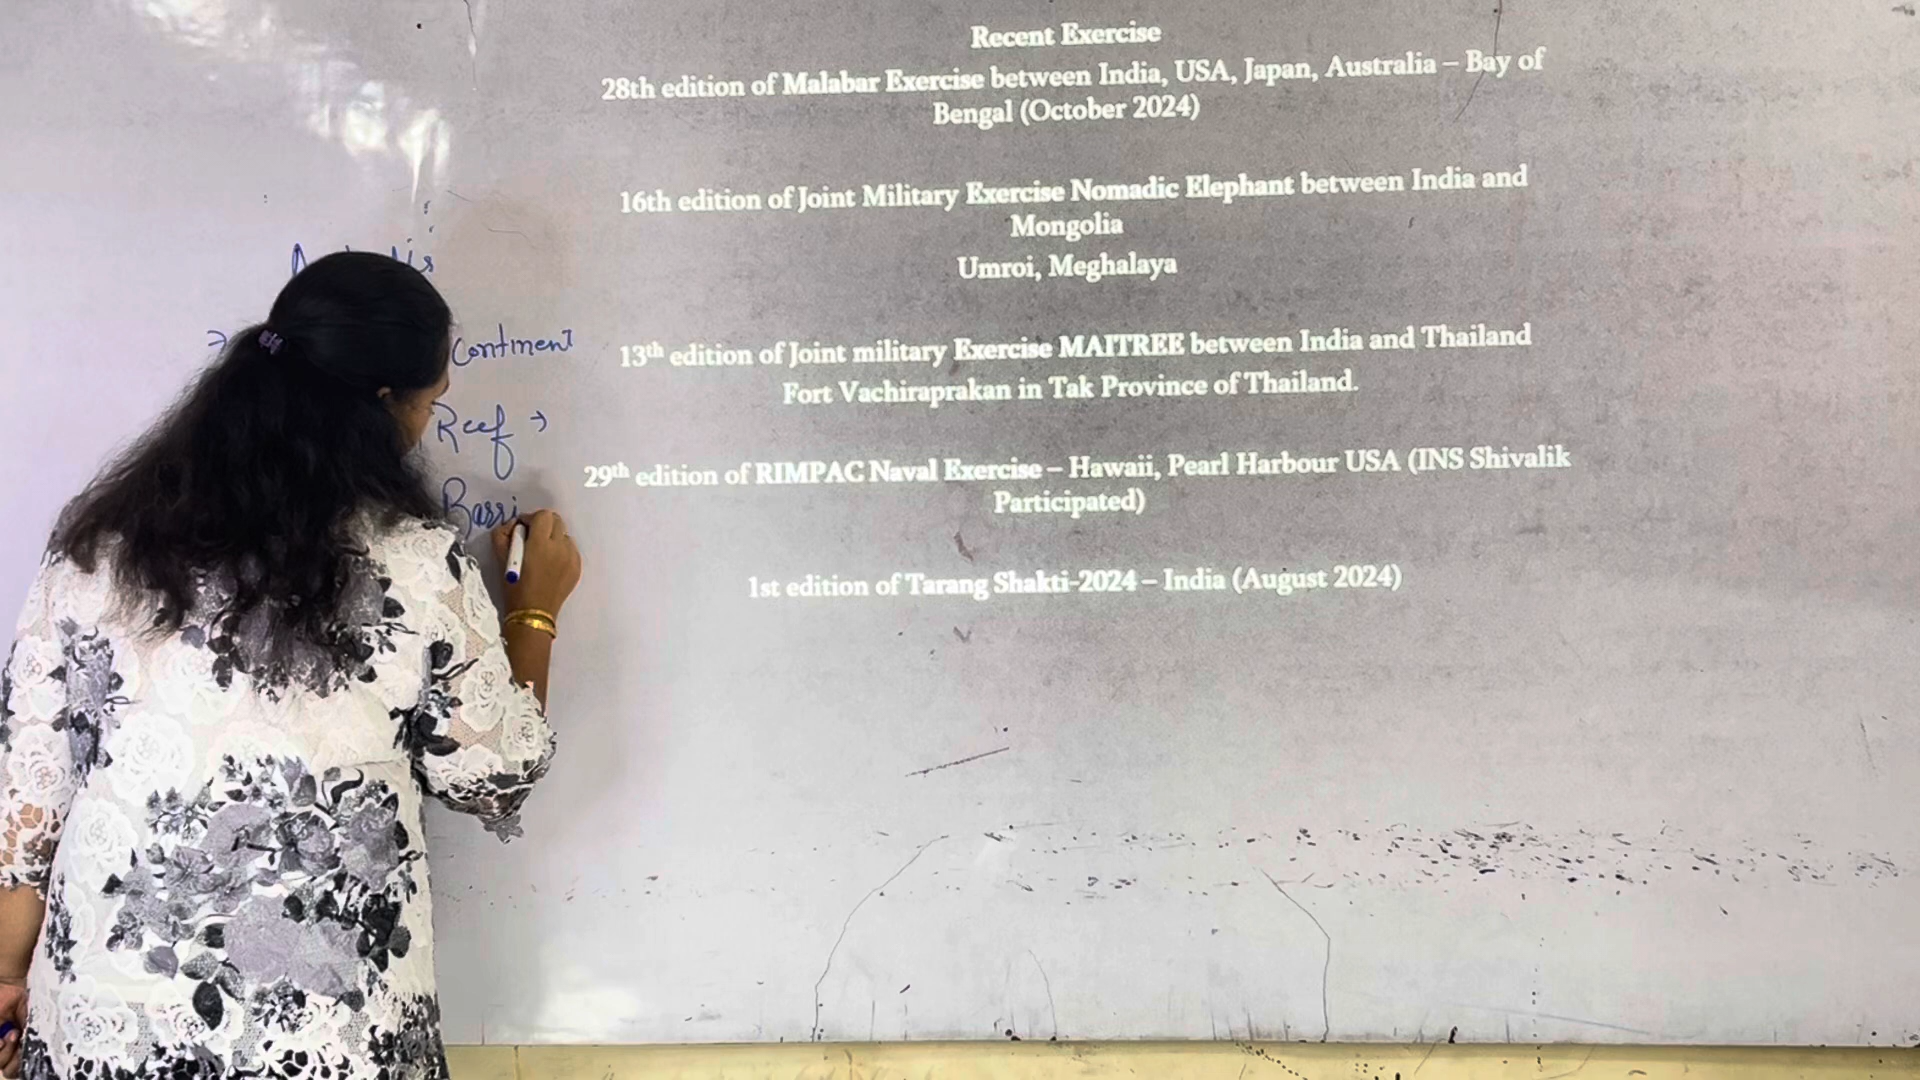 Recent Exercise
28th edition of Malabar Exercise between India, USA, Japan, Australia – Bay of
Bengal (October 2024)
16th edition of Joint Military Exercise Nomadic Elephant between India and
Mongolia
Umroi, Meghalaya
13th edition of Joint military Exercise MAITREE between India and Thailand
Fort Vachiraprakan in Tak Province of Thailand.
29th edition of RIMPAC Naval Exercise – Hawaii, Pearl Harbour USA (INS Shivalik
Participated)
1st edition of Tarang Shakti-2024 – India (August 2024)
→
Contment
Reef →
Barri